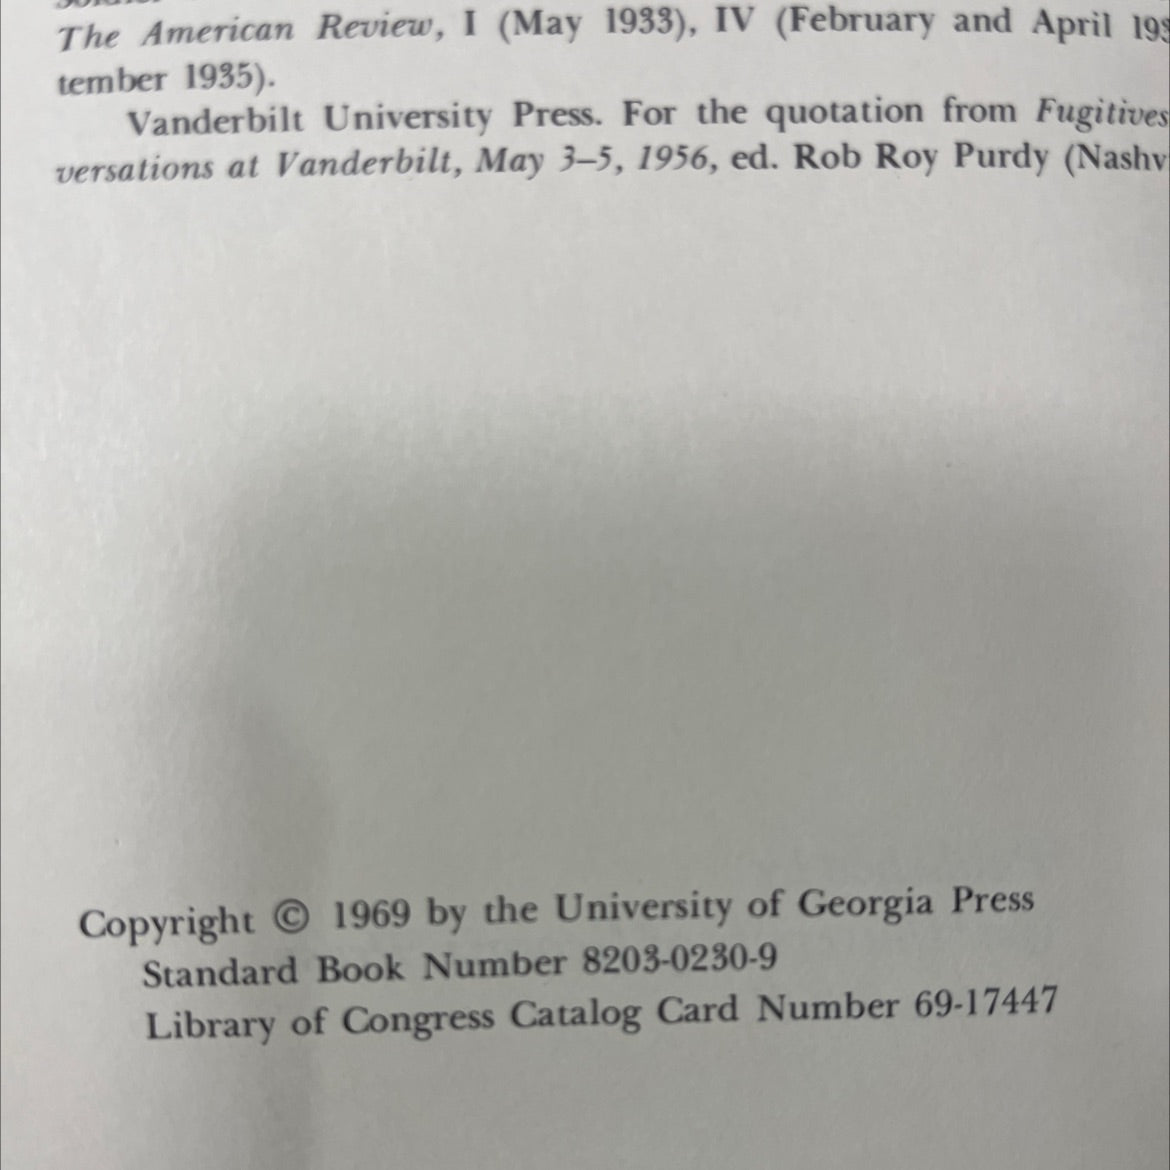 The American Review, I (May 1933), IV (February and April 193
tember 1935).
Vanderbilt University Press. For the quotation from Fugitives
versations at Vanderbilt, May 3–5, 1956, ed. Rob Roy Purdy (Nashv
Copyright © 1969 by the University of Georgia Press
Standard Book Number 8203-0230-9
Library of Congress Catalog Card Number 69-17447